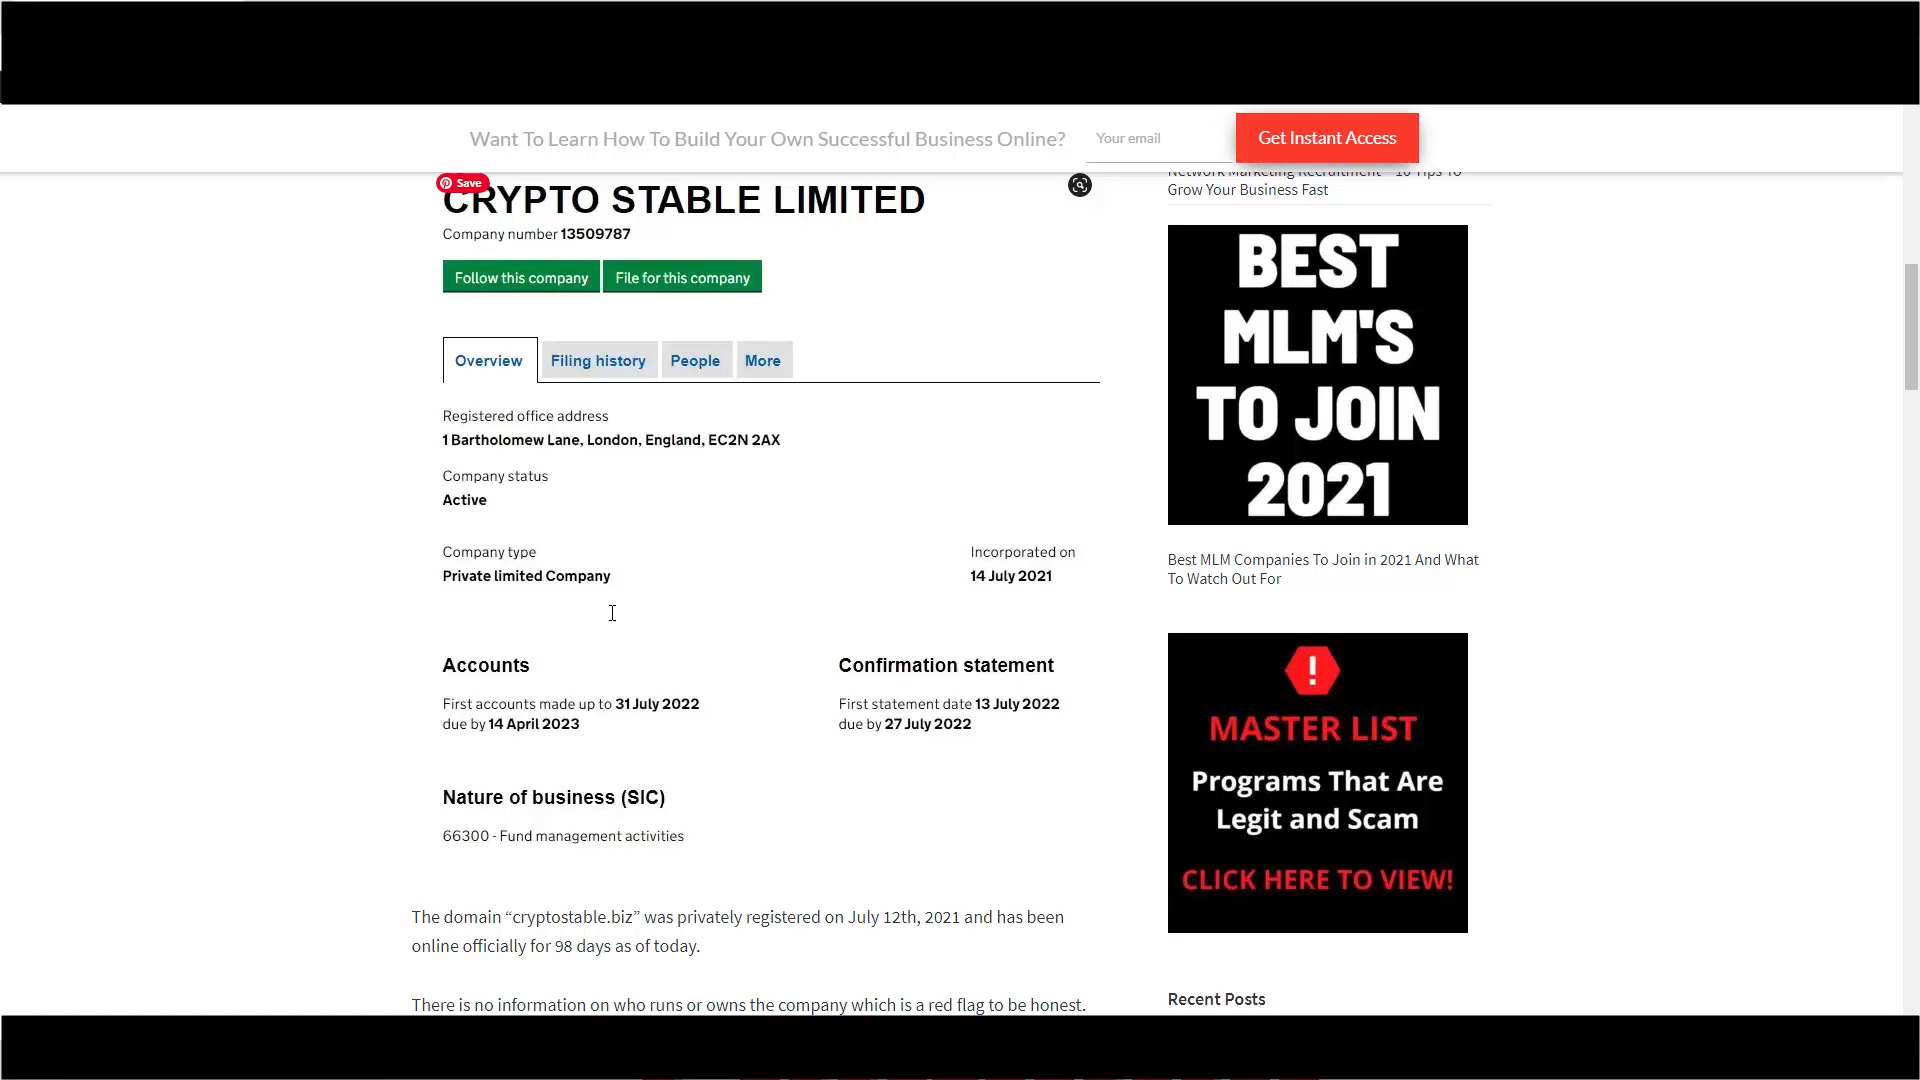 Want To Learn How To Build Your Own Successful Business Online?
Your email
Get Instant Access
Save
CRYPTO STABLE LIMITED
Company number 13509787
Follow this company
File for this company
Overview
Filing history
People
More
Registered office address
1 Bartholomew Lane, London, England, EC2N 2AX
Company status
Active
Company type
Private limited Company
Incorporated on
14 July 2021
Accounts
First accounts made up to 31 July 2022
due by 14 April 2023
Confirmation statement
First statement date 13 July 2022
due by 27 July 2022
Nature of business (SIC)
66300 - Fund management activities
The domain “cryptostable.biz” was privately registered on July 12th, 2021 and has been
online officially for 98 days as of today.
There is no information on who runs or owns the company which is a red flag to be honest.
Network Marketing Recruitment – 10 Tips To
Grow Your Business Fast
BEST
MLM'S
TO JOIN
2021
Best MLM Companies To Join in 2021 And What
To Watch Out For
!
MASTER LIST
Programs That Are
Legit and Scam
CLICK HERE TO VIEW!
Recent Posts